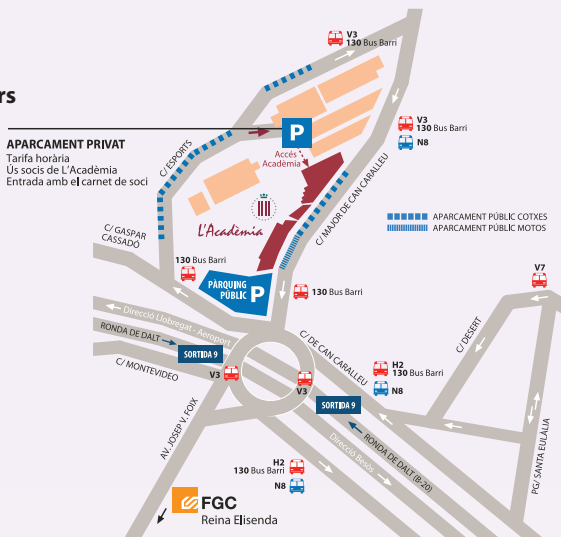 V3
130 Bus Barri
rs
APARCAMENT PRIVAT
Tarifa horària
Ús socis de L'Acadèmia
Entrada amb el carnet de soci
P
Accés
Acadèmia
V3
130 Bus Barri
N8
C/ ESPORTS
C/ MAJOR DE CAN CARALLEU
APARCAMENT PÚBLIC COTXES
APARCAMENT PÚBLIC MOTOS
L'Acadèmia
C/ GASPAR
CASSADÓ
130 Bus Barri
PÀRQUING
PÚBLIC P
130 Bus Barri
V7
Direcció Llobregat - Aeroport
RONDA DE DALT
SORTIDA 9
C/ MONTEVIDEO
V3
V3
C/ DE CAN CARALLEU
C/ DESERT
H2
130 Bus Barri
N8
SORTIDA 9
AV. JOSEP V. FOIX
Direcció Besòs
RONDA DE DALT (B-20)
PG/ SANTA EULÀLIA
H2
130 Bus Barri
N8
FGC
Reina Elisenda